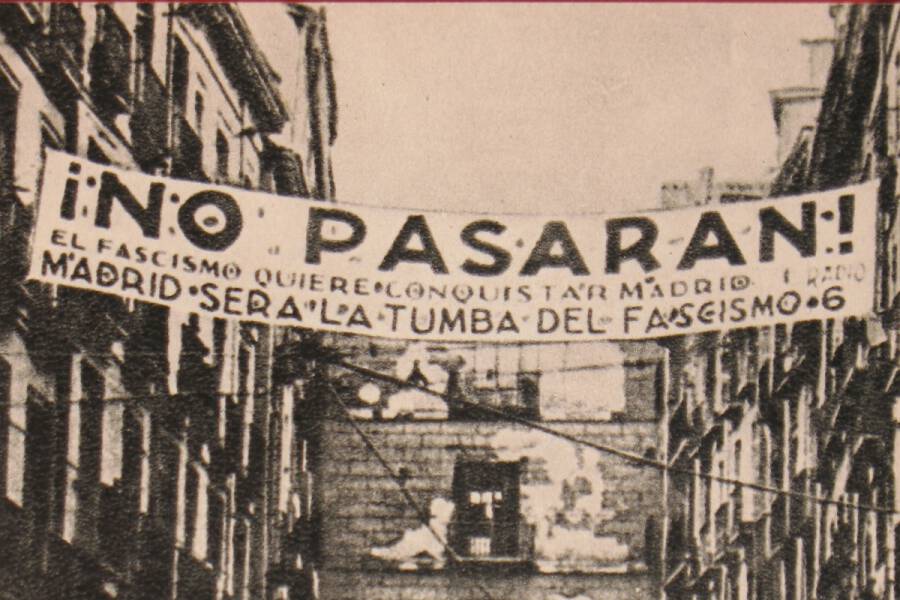 ¡NO PASARAN!
EL FASCISMO QUIERE CONQUISTAR MADRID RADIO
MADRID SERA LA TUMBA DEL FASCISMO 6